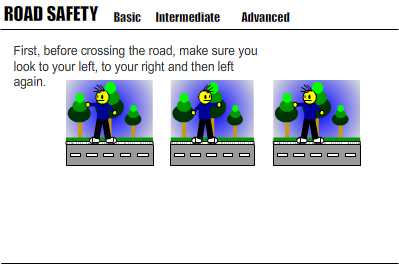 ROAD SAFETY Basic Intermediate Advanced
First, before crossing the road, make sure you
look to your left, to your right and then left
again.